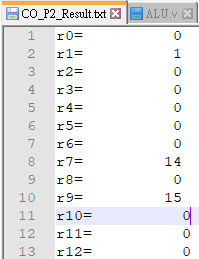 CO_P2_Result.txt ALU.v
1 r0= 0
2 r1= 1
3 r2= 0
4 r3= 0
5 r4= 0
6 r5= 0
7 r6= 0
8 r7= 14
9 r8= 0
10 r9= 15
11 r10= 0
12 r11= 0
13 r12= 0